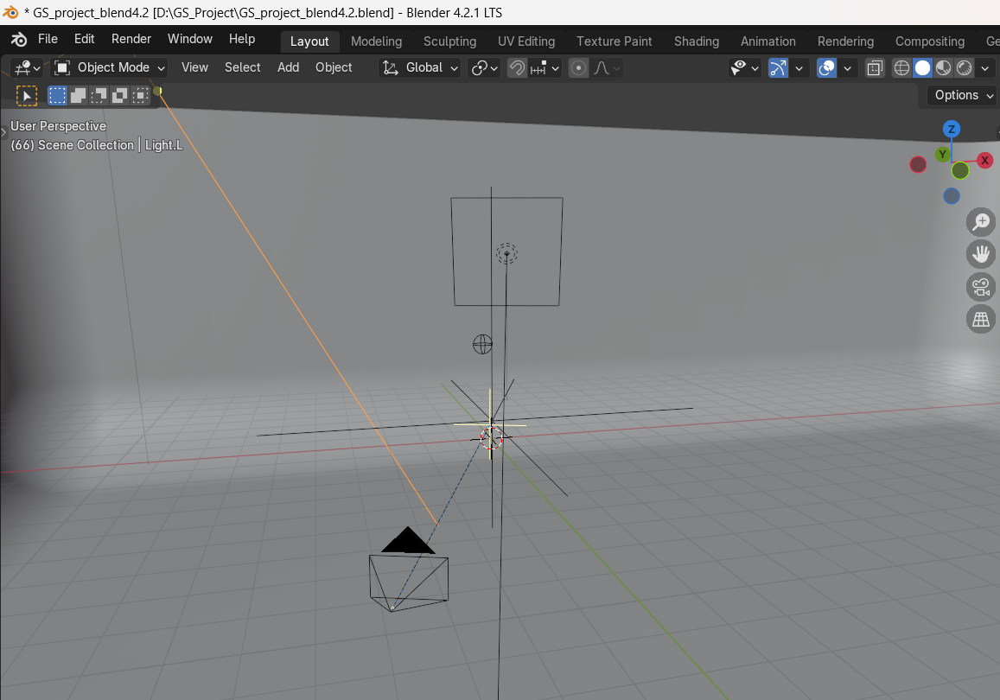 * GS_project_blend4.2 [D:\GS_Project\GS_project_blend4.2.blend] - Blender 4.2.1 LTS
File Edit Render Window Help Layout Modeling Sculpting UV Editing Texture Paint Shading Animation Rendering Compositing Ge
Object Mode View Select Add Object Global
Options
User Perspective
(66) Scene Collection | Light.L
Z
Y
X